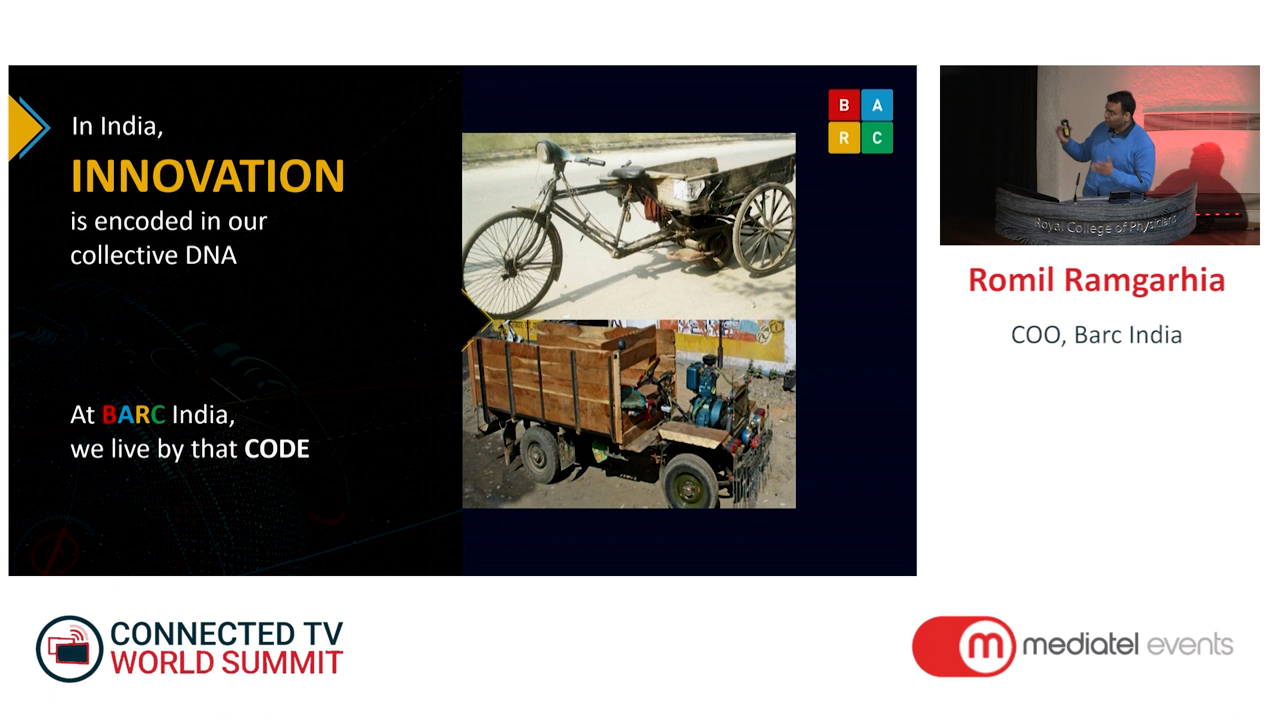 In India,
INNOVATION
is encoded in our
collective DNA
At BARC India,
we live by that CODE
B A
R C
Royal College of Physicians
Romil Ramgarhia
COO, Barc India
CONNECTED TV
WORLD SUMMIT
m mediatel events